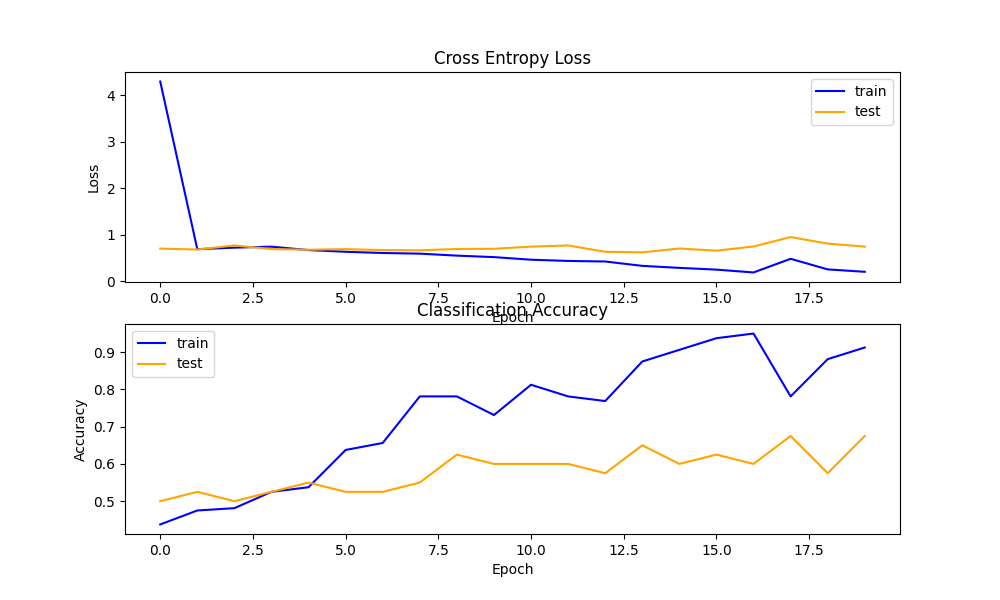 Cross Entropy Loss
4
3
2
1
0
Loss
train
test
0.0 2.5 5.0 7.5 10.0 12.5 15.0 17.5
Epoch
Classification Accuracy
0.9
0.8
0.7
0.6
0.5
Accuracy
train
test
0.0 2.5 5.0 7.5 10.0 12.5 15.0 17.5
Epoch